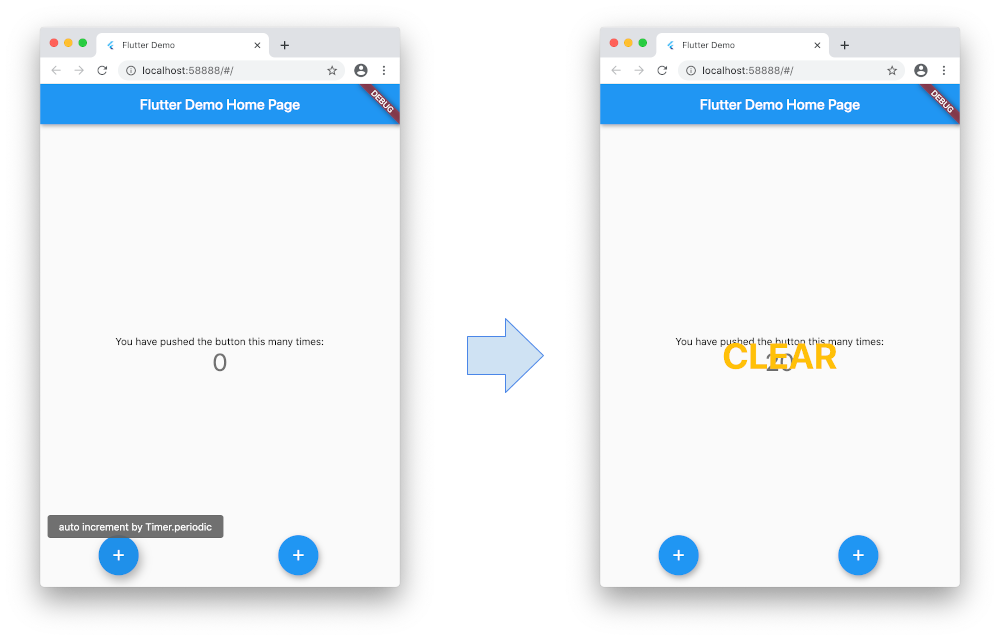 Flutter Demo
localhost:58888/#/
Flutter Demo Home Page
DEBUG
You have pushed the button this many times:
0
auto increment by Timer.periodic
+
+
Flutter Demo
localhost:58888/#/
Flutter Demo Home Page
DEBUG
You have pushed the button this many times:
CLEAR
20
+
+